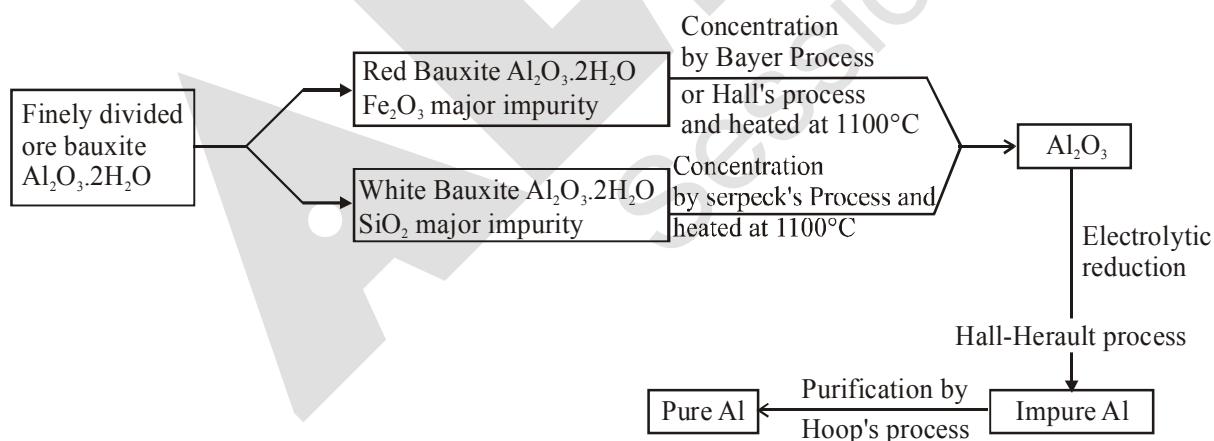 Finely divided
ore bauxite
Al₂O₃.2H₂O
Red Bauxite Al₂O₃.2H₂O
Fe₂O₃ major impurity
White Bauxite Al₂O₃.2H₂O
SiO₂ major impurity
Concentration
by Bayer Process
or Hall's process
and heated at 1100°C
Concentration
by serpeck's Process and
heated at 1100°C
Al₂O₃
Electrolytic
reduction
Hall-Herault process
Impure Al
Purification by
Hoop's process
Pure Al